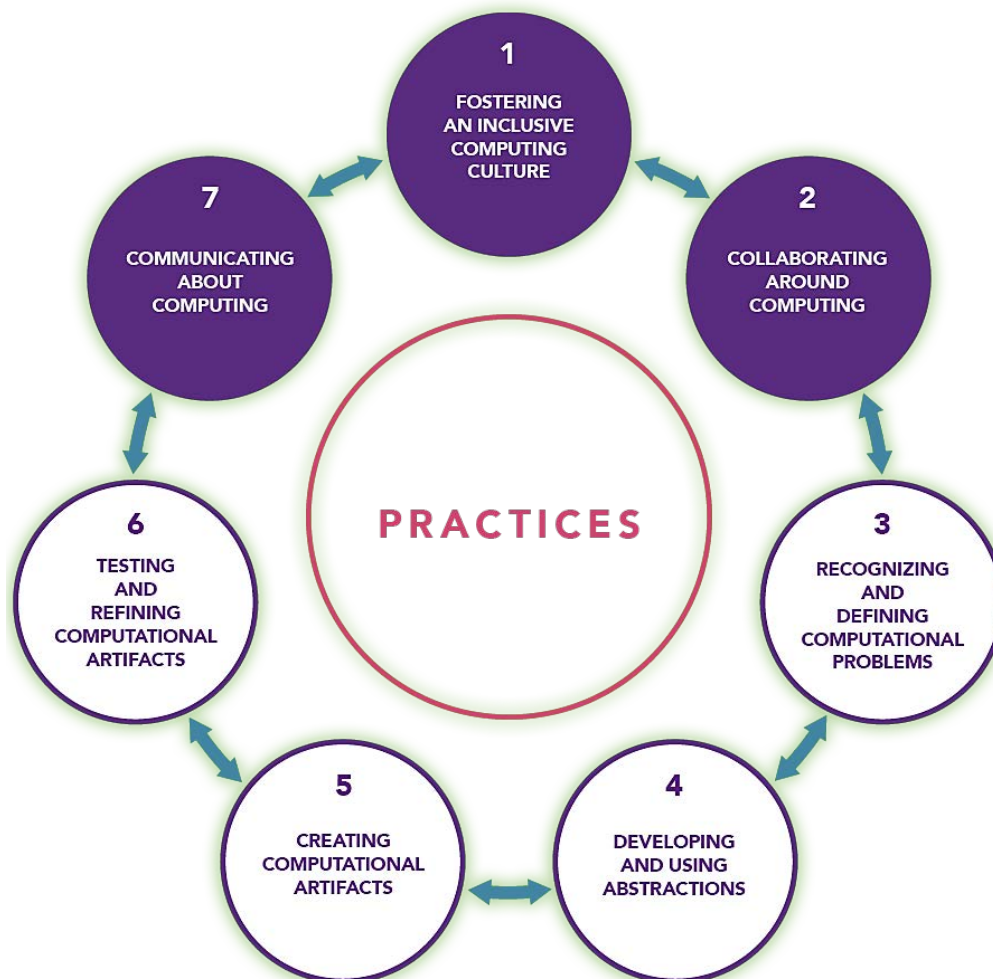 1
FOSTERING
AN INCLUSIVE
COMPUTING
CULTURE
2
COLLABORATING
AROUND
COMPUTING
3
RECOGNIZING
AND
DEFINING
COMPUTATIONAL
PROBLEMS
4
DEVELOPING
AND USING
ABSTRACTIONS
5
CREATING
COMPUTATIONAL
ARTIFACTS
6
TESTING
AND
REFINING
COMPUTATIONAL
ARTIFACTS
7
COMMUNICATING
ABOUT
COMPUTING
PRACTICES